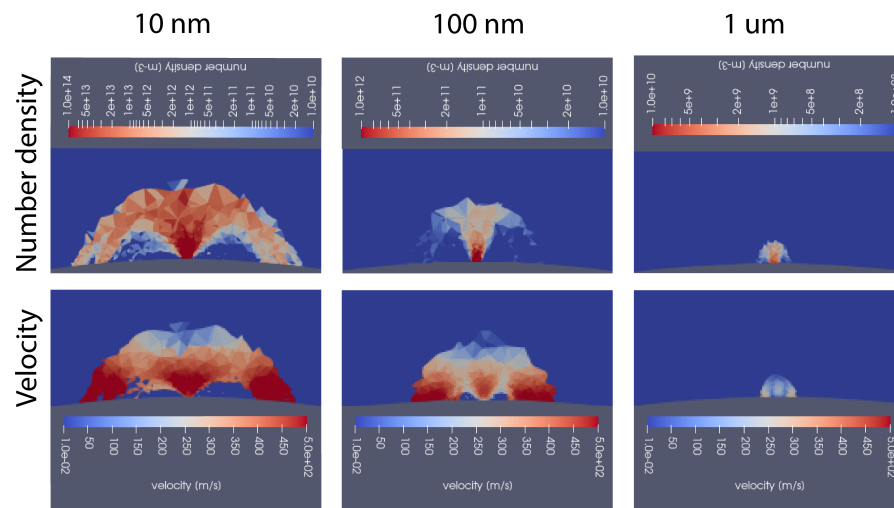 10 nm
100 nm
1 um
Number density
number density (m-3)
1.0e+14
5e+13
2e+13
1e+13
5e+12
2e+12
1e+12
5e+11
2e+11
1e+11
5e+10
2e+10
1.0e+10
number density (m-3)
1.0e+12
5e+11
2e+11
1e+11
5e+10
2e+10
1.0e+10
number density (m-3)
1.0e+10
5e+9
2e+9
1e+9
5e+8
2e+8
Velocity
1.0e-02
50
100
150
200
250
300
350
400
450
5.0e+02
velocity (m/s)
1.0e-02
50
100
150
200
250
300
350
400
450
5.0e+02
velocity (m/s)
1.0e-02
50
100
150
200
250
300
350
400
450
5.0e+02
velocity (m/s)